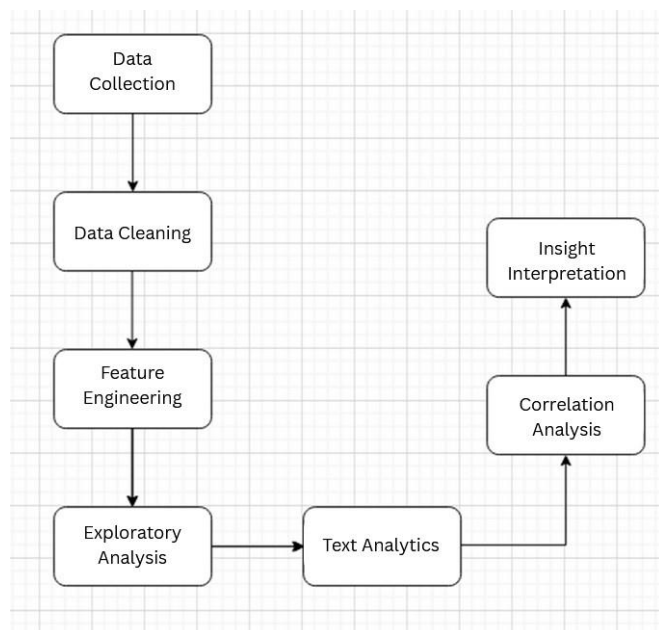 Data
Collection
Data Cleaning
Feature
Engineering
Exploratory
Analysis
Text Analytics
Correlation
Analysis
Insight
Interpretation